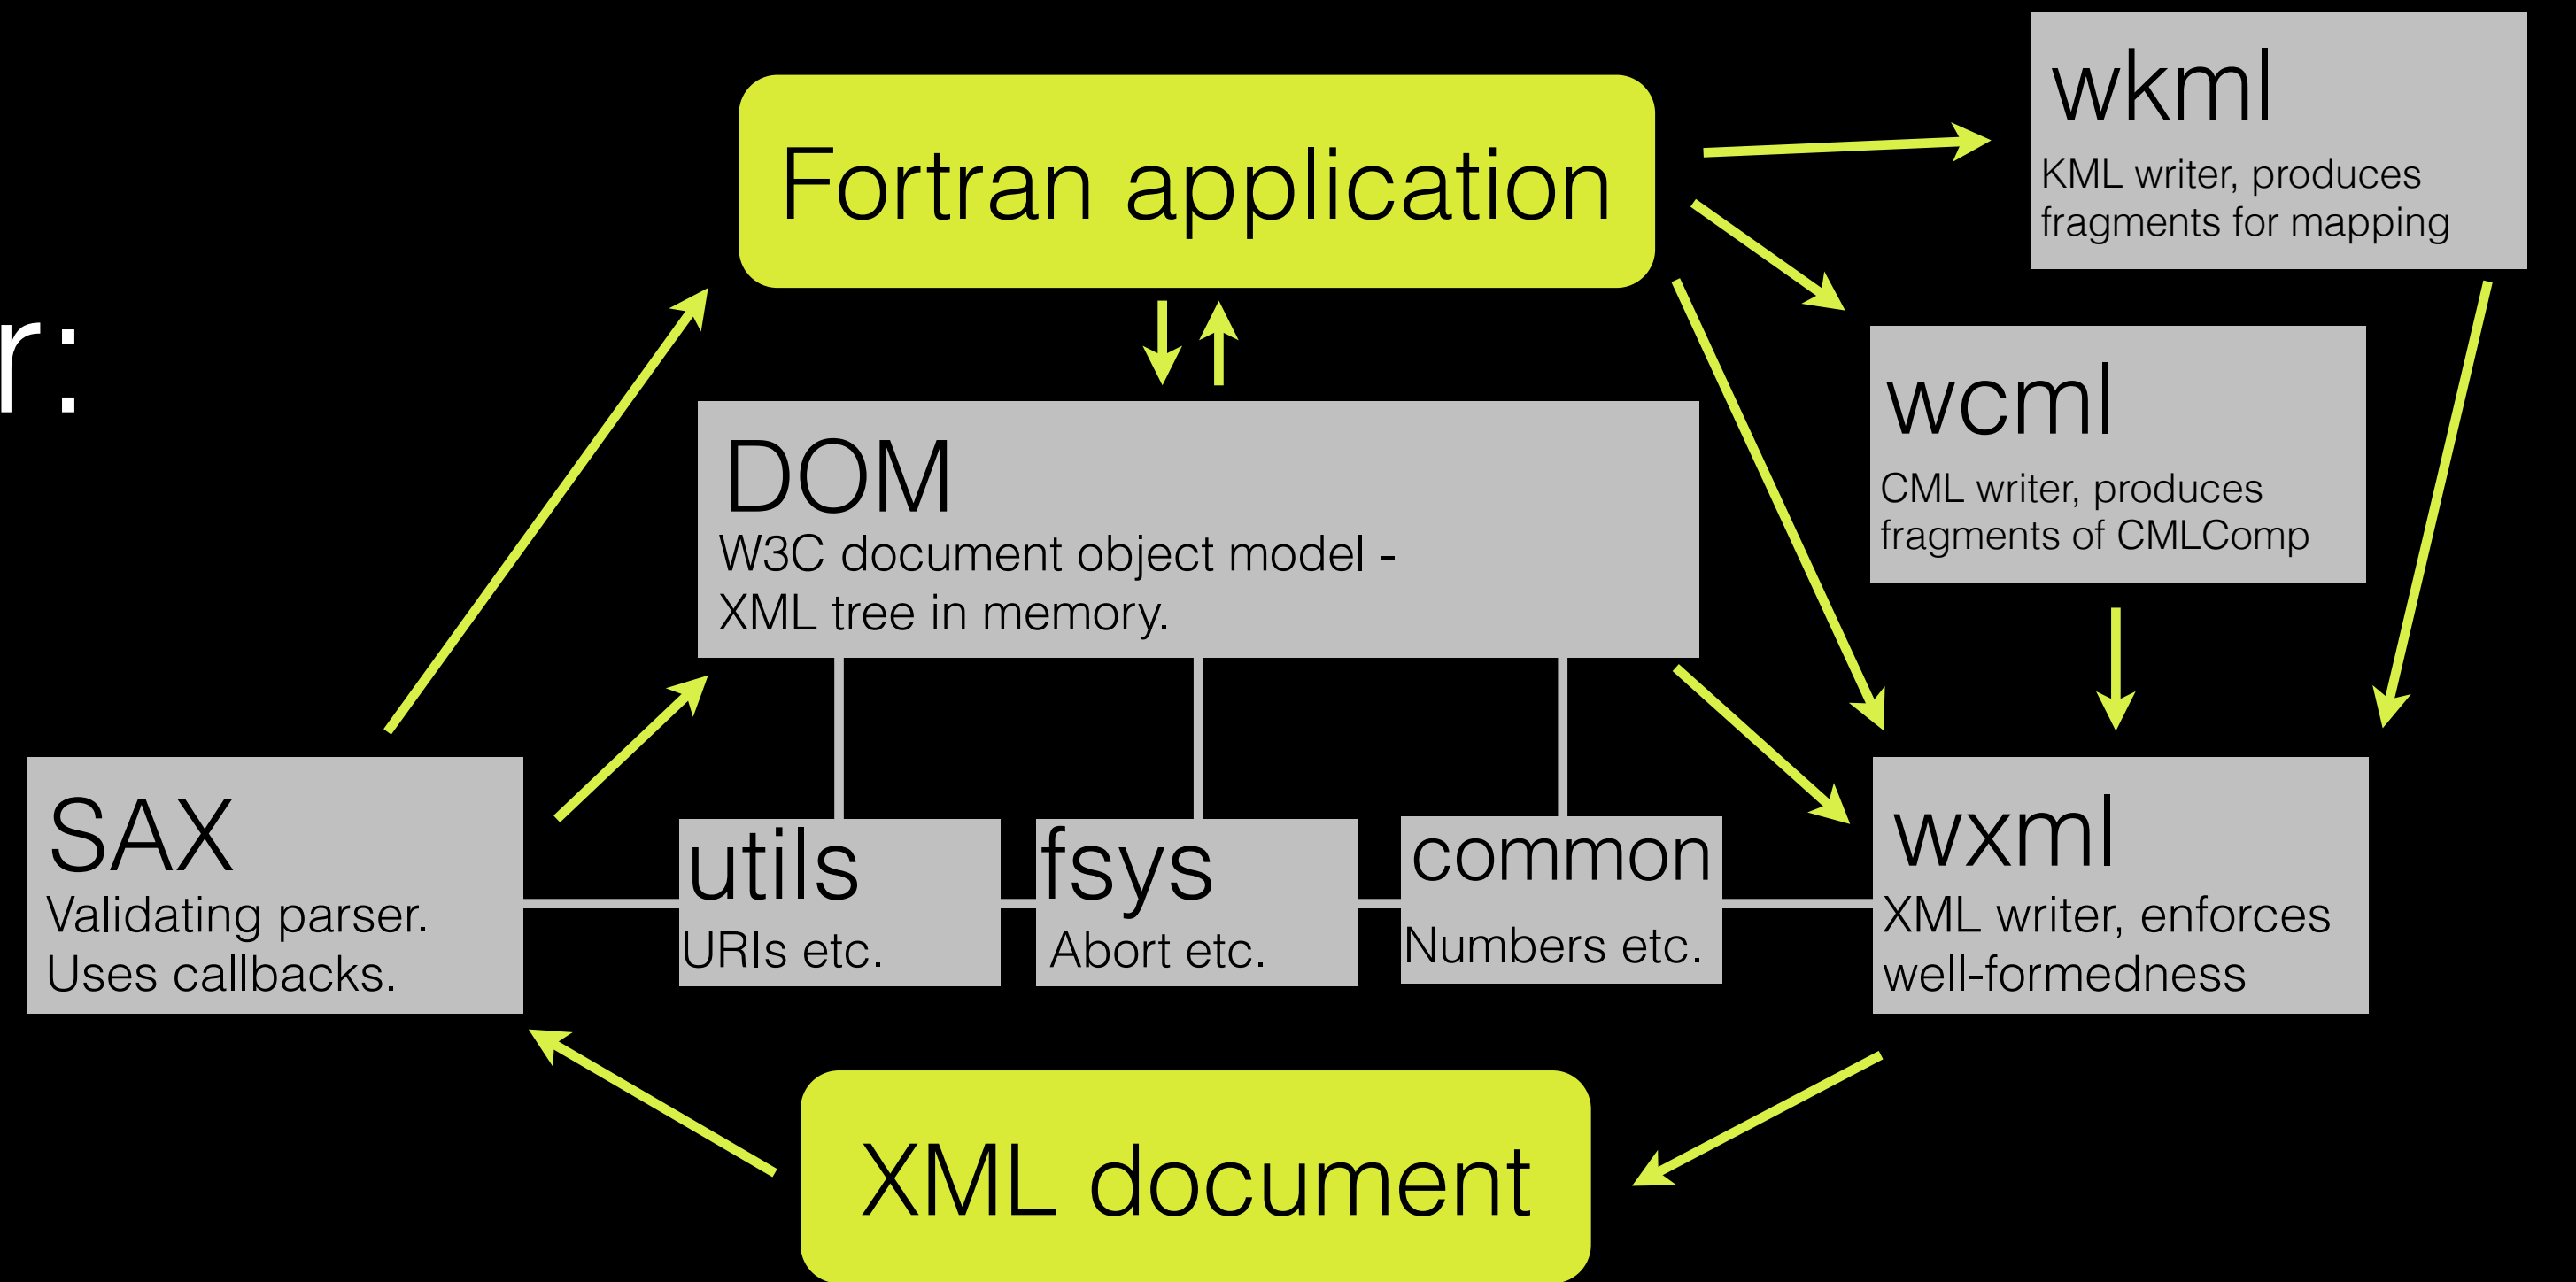 r:
Fortran application
wkml
KML writer, produces
fragments for mapping
wcml
CML writer, produces
fragments of CMLComp
DOM
W3C document object model -
XML tree in memory.
SAX
Validating parser.
Uses callbacks.
utils
URIs etc.
fsys
Abort etc.
common
Numbers etc.
wxml
XML writer, enforces
well-formedness
XML document